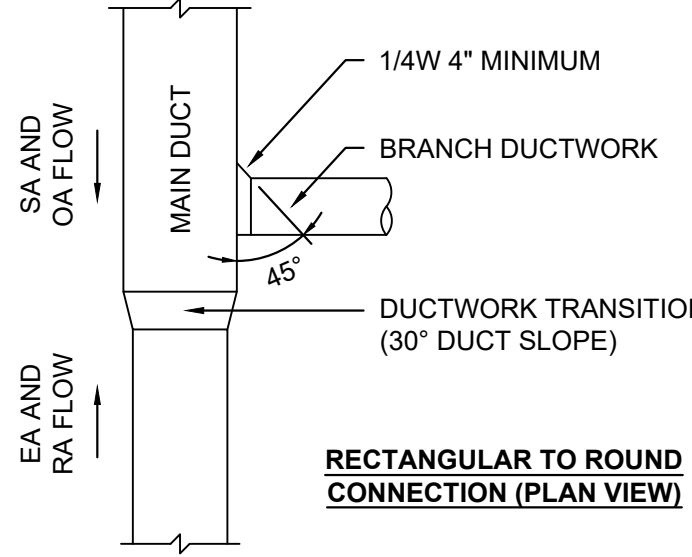 1/4W 4" MINIMUM
SA AND
OA FLOW
MAIN DUCT
BRANCH DUCTWORK
45°
DUCTWORK TRANSITION
(30° DUCT SLOPE)
EA AND
RA FLOW
RECTANGULAR TO ROUND
CONNECTION (PLAN VIEW)